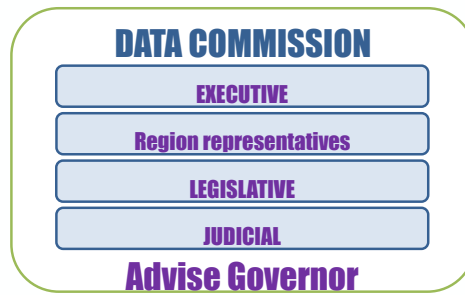 DATA COMMISSION
EXECUTIVE
Region representatives
LEGISLATIVE
JUDICIAL
Advise Governor